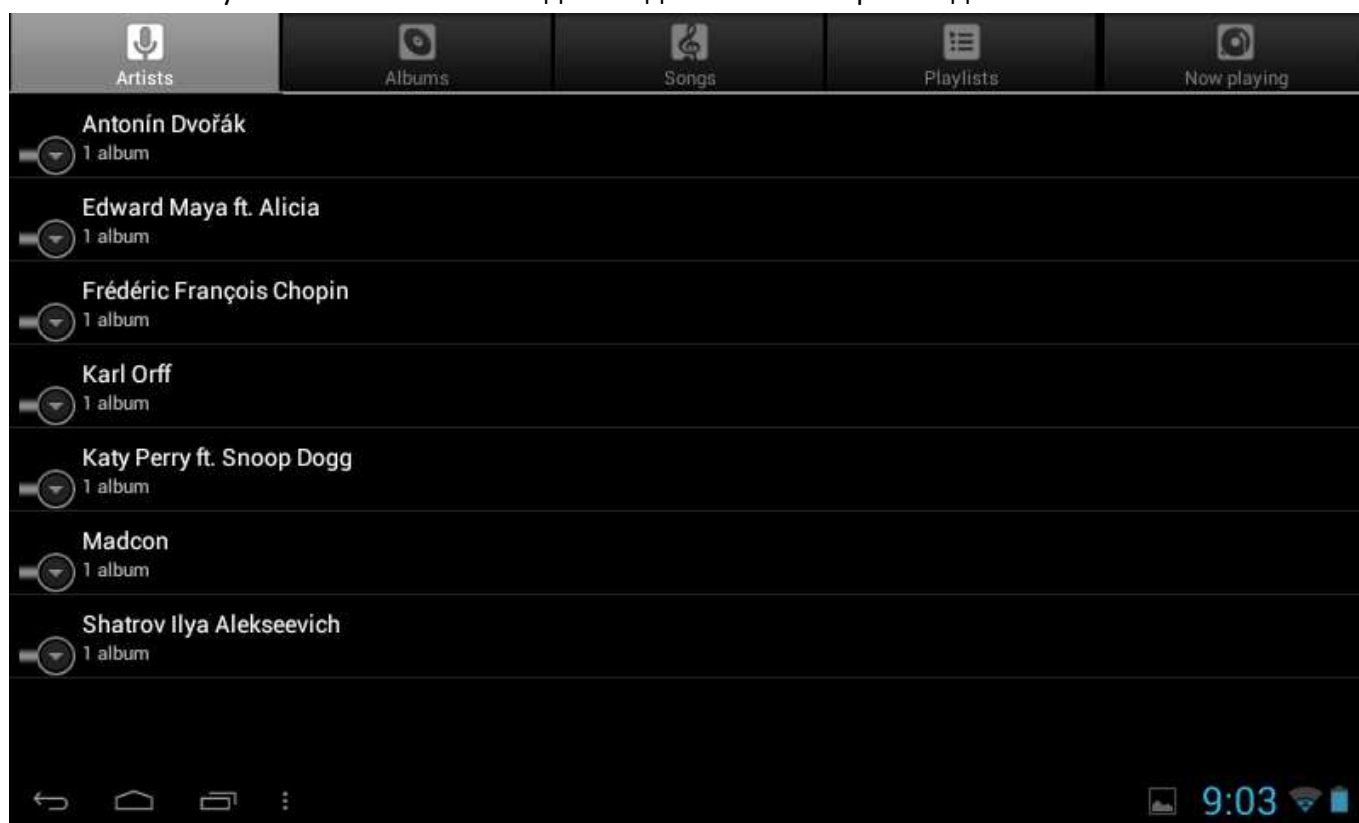 Artists Albums Songs Playlists Now playing
Antonín Dvořák
1 album
Edward Maya ft. Alicia
1 album
Frédéric François Chopin
1 album
Karl Orff
1 album
Katy Perry ft. Snoop Dogg
1 album
Madcon
1 album
Shatrov Ilya Alekseevich
1 album
9:03